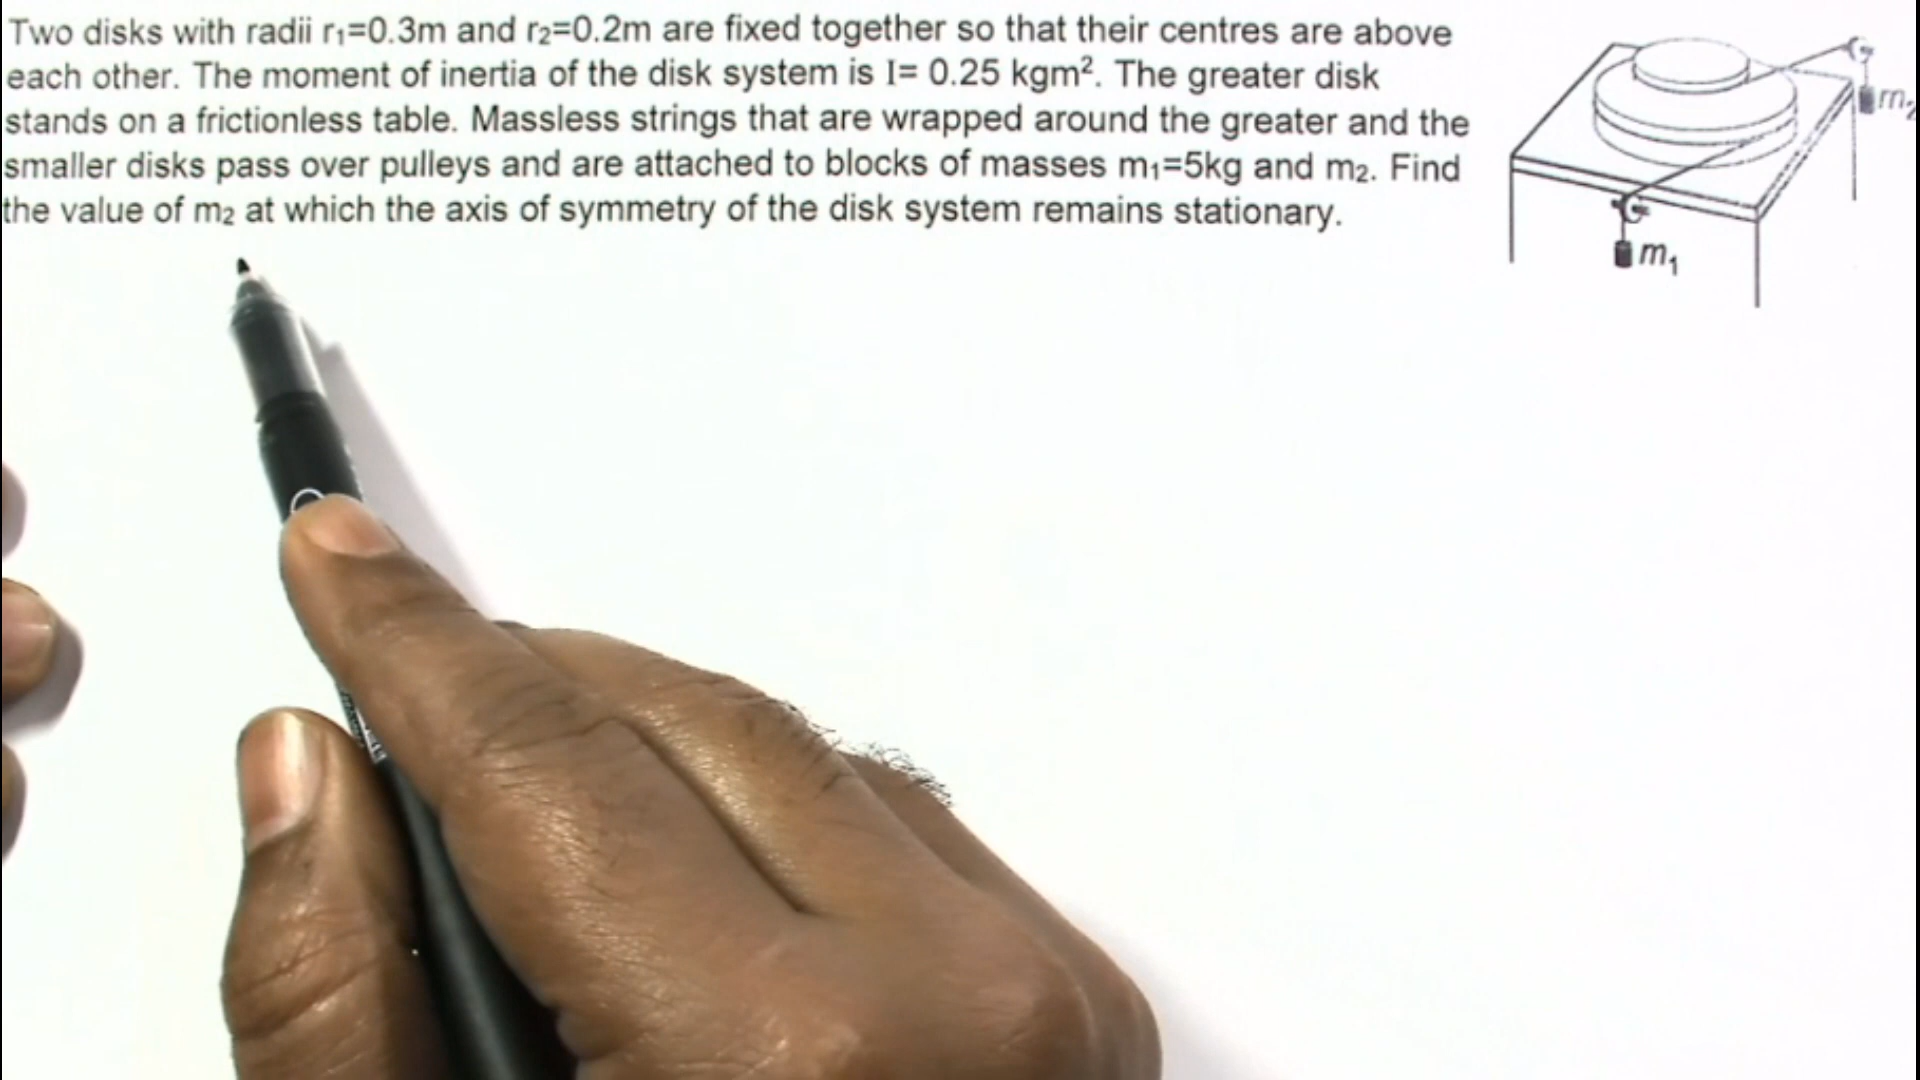 Two disks with radii r₁=0.3m and r₂=0.2m are fixed together so that their centres are above
each other. The moment of inertia of the disk system is I= 0.25 kgm². The greater disk
stands on a frictionless table. Massless strings that are wrapped around the greater and the
smaller disks pass over pulleys and are attached to blocks of masses m₁=5kg and m₂. Find
the value of m₂ at which the axis of symmetry of the disk system remains stationary.
m₂
m₁